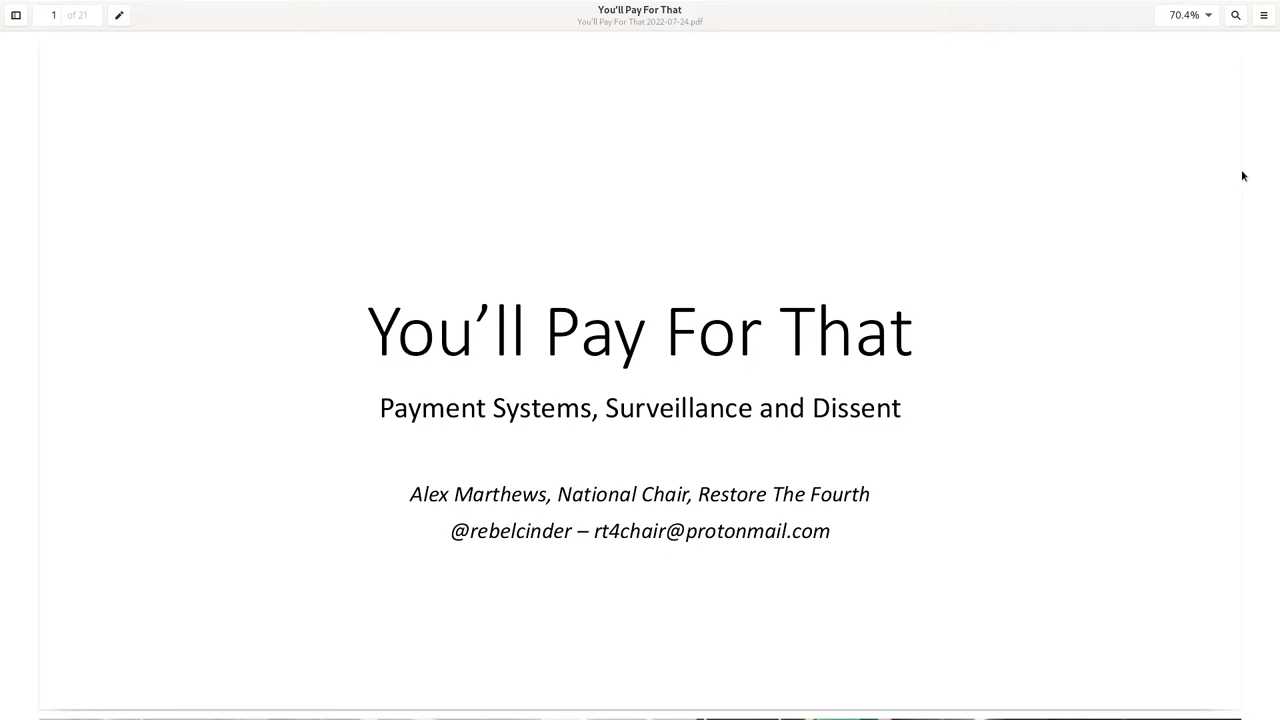 You'll Pay For That
You'll Pay For That 2022-07-24.pdf
1 of 21
70.4%
You’ll Pay For That
Payment Systems, Surveillance and Dissent
Alex Marthews, National Chair, Restore The Fourth
@rebelcinder – rt4chair@protonmail.com